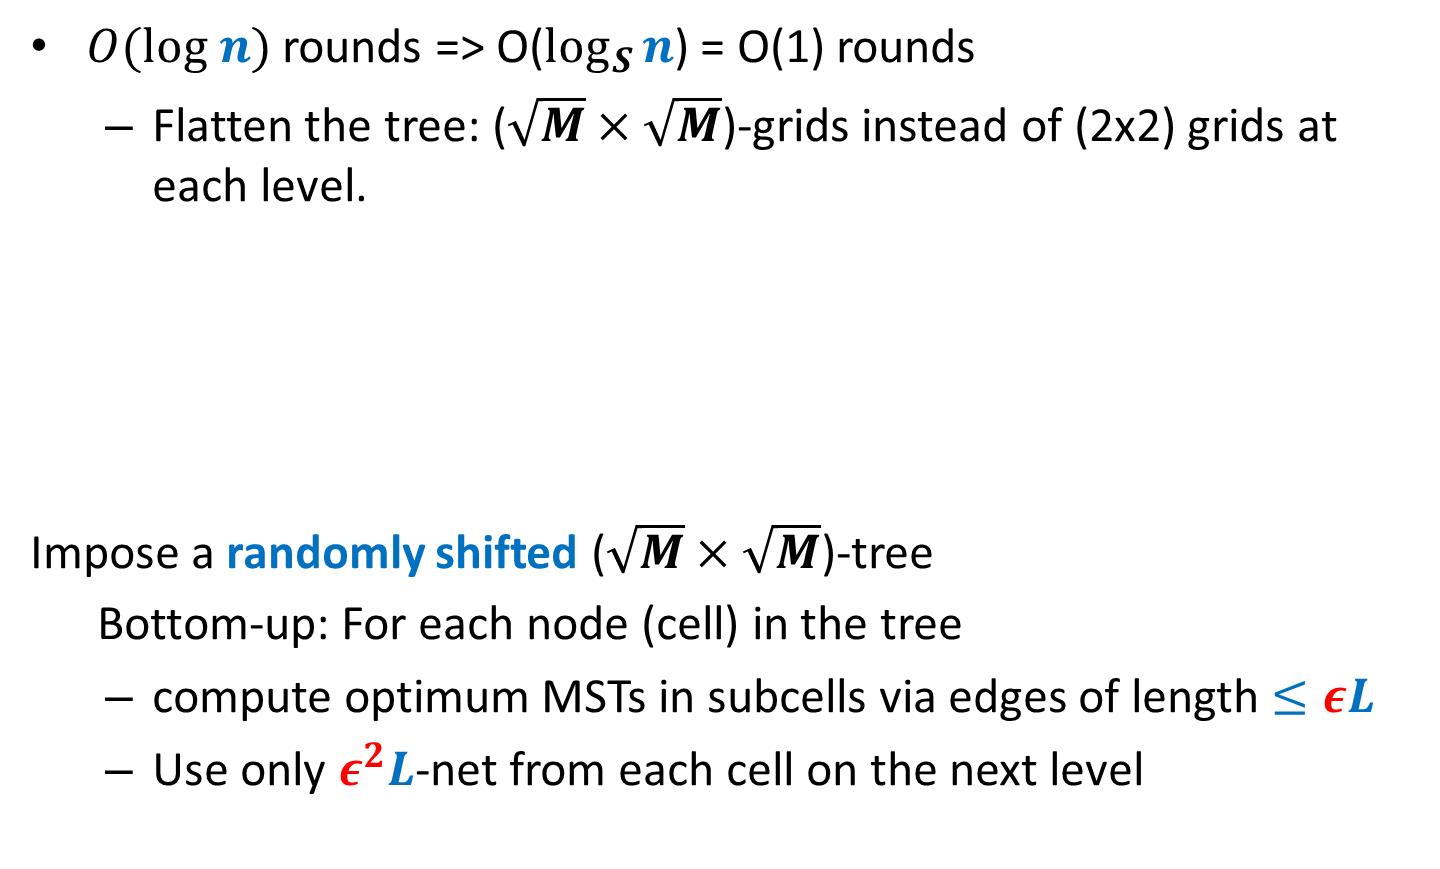 • O(log n) rounds => O(log_S n) = O(1) rounds
– Flatten the tree: (√M × √M)-grids instead of (2x2) grids at
each level.
Impose a randomly shifted (√M × √M)-tree
Bottom-up: For each node (cell) in the tree
– compute optimum MSTs in subcells via edges of length ≤ ϵL
– Use only ϵ²L-net from each cell on the next level